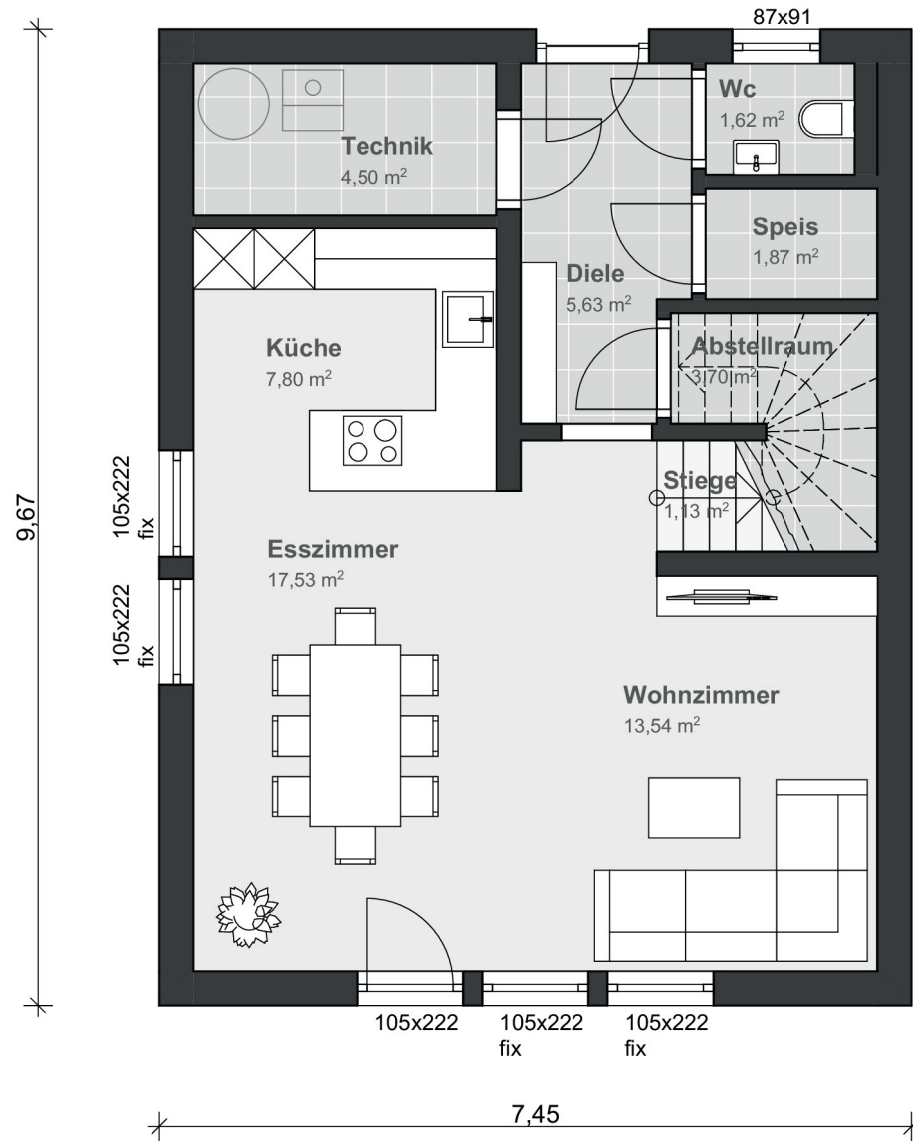 87x91
Wc
1,62 m²
Technik
4,50 m²
Speis
1,87 m²
Diele
5,63 m²
Küche
7,80 m²
Abstellraum
3,70 m²
Stiege
1,13 m²
105x222
fix
9,67
Esszimmer
17,53 m²
105x222
fix
Wohnzimmer
13,54 m²
105x222
105x222
fix
105x222
fix
7,45